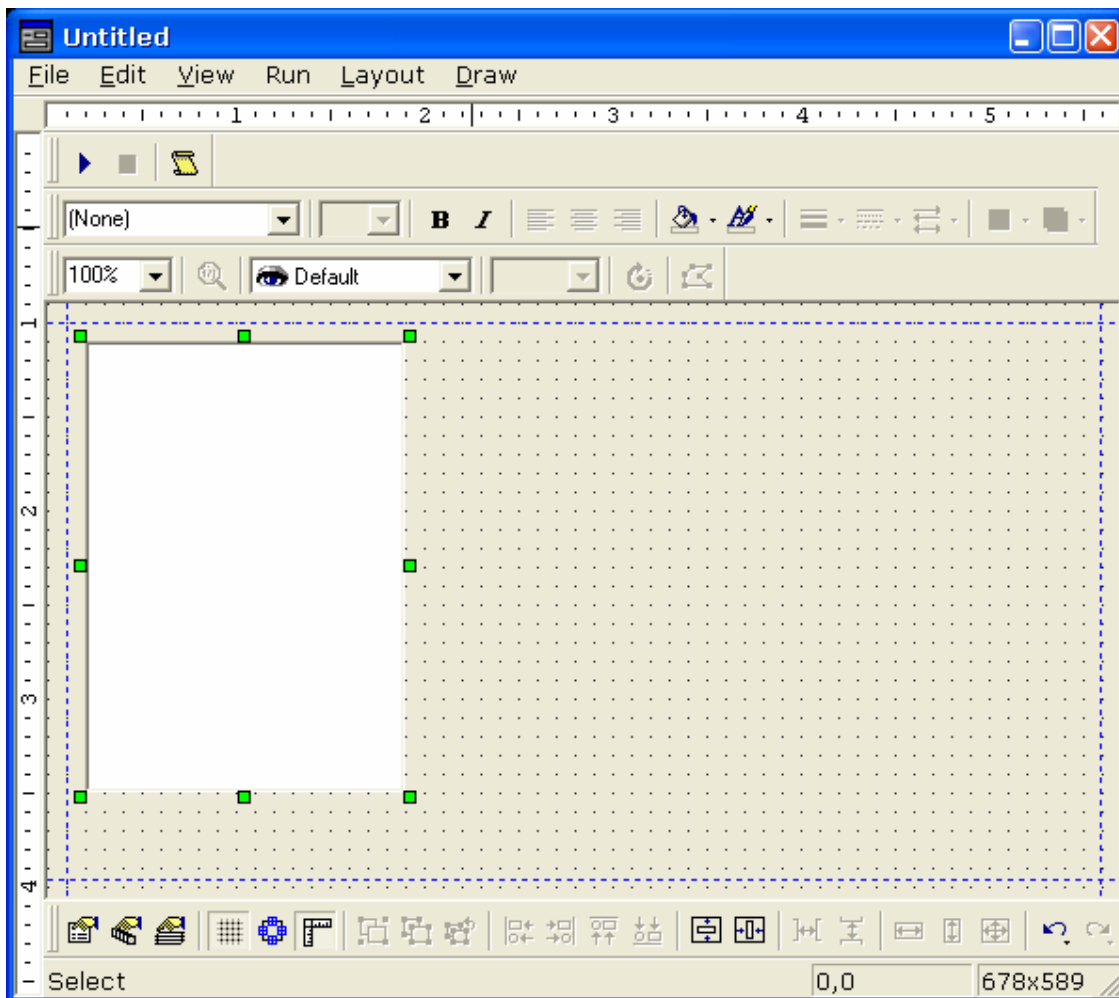 Untitled
File Edit View Run Layout Draw
1 2 3 4 5
(None) B I
100% Default
1
2
3
4
Select 0,0 678x589